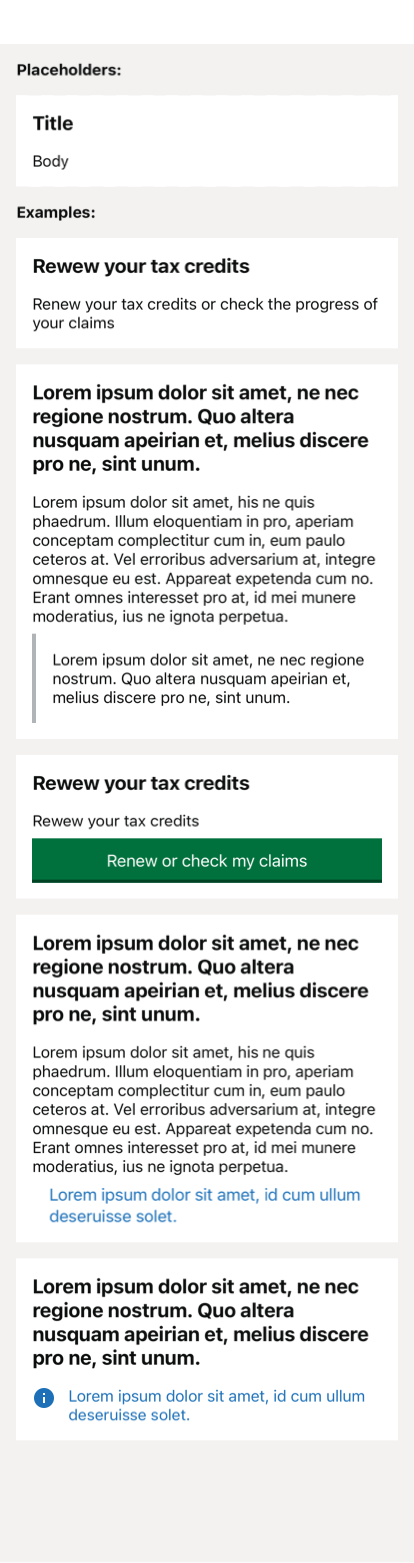 Placeholders:
Title
Body
Examples:
Rewew your tax credits
Renew your tax credits or check the progress of
your claims
Lorem ipsum dolor sit amet, ne nec
regione nostrum. Quo altera
nusquam apeirian et, melius discere
pro ne, sint unum.
Lorem ipsum dolor sit amet, his ne quis
phaedrum. Illum eloquentiam in pro, aperiam
conceptam complectitur cum in, eum paulo
ceteros at. Vel erroribus adversarium at, integre
omnesque eu est. Appareat expetenda cum no.
Erant omnes interesset pro at, id mei munere
moderatius, ius ne ignota perpetua.
Lorem ipsum dolor sit amet, ne nec regione
nostrum. Quo altera nusquam apeirian et,
melius discere pro ne, sint unum.
Rewew your tax credits
Rewew your tax credits
Renew or check my claims
Lorem ipsum dolor sit amet, ne nec
regione nostrum. Quo altera
nusquam apeirian et, melius discere
pro ne, sint unum.
Lorem ipsum dolor sit amet, his ne quis
phaedrum. Illum eloquentiam in pro, aperiam
conceptam complectitur cum in, eum paulo
ceteros at. Vel erroribus adversarium at, integre
omnesque eu est. Appareat expetenda cum no.
Erant omnes interesset pro at, id mei munere
moderatius, ius ne ignota perpetua.
Lorem ipsum dolor sit amet, id cum ullum
deseruisse solet.
Lorem ipsum dolor sit amet, ne nec
regione nostrum. Quo altera
nusquam apeirian et, melius discere
pro ne, sint unum.
Lorem ipsum dolor sit amet, id cum ullum
deseruisse solet.